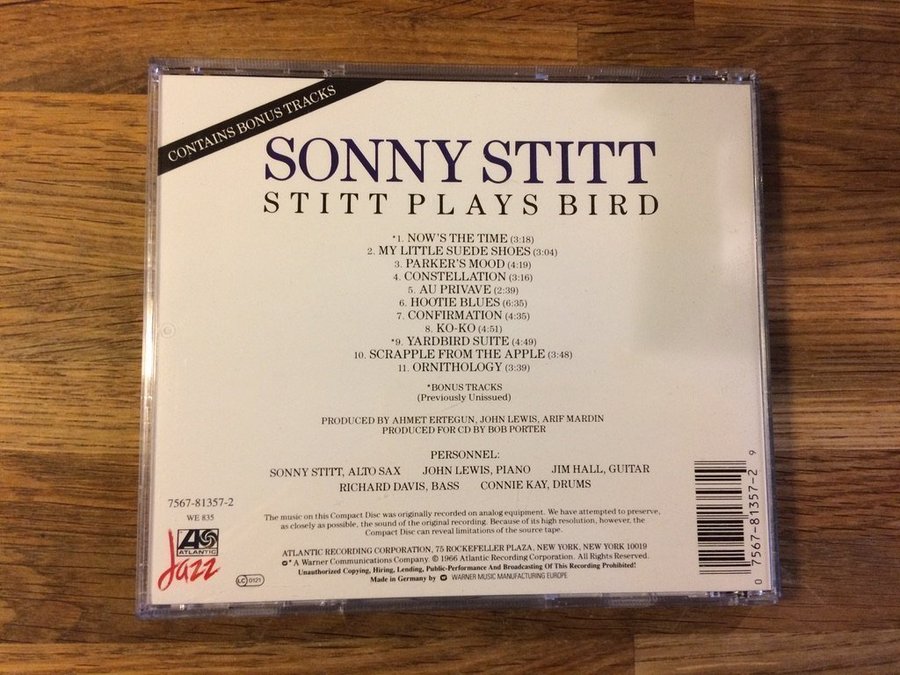 CONTAINS BONUS TRACKS
SONNY STITT
STITT PLAYS BIRD
*1. NOW'S THE TIME (3:18)
2. MY LITTLE SUEDE SHOES (3:04)
3. PARKER'S MOOD (4:19)
4. CONSTELLATION (3:16)
5. AU PRIVAVE (2:39)
6. HOOTIE BLUES (6:35)
7. CONFIRMATION (4:35)
8. KO-KO (4:51)
*9. YARDBIRD SUITE (4:49)
10. SCRAPPLE FROM THE APPLE (3:48)
11. ORNITHOLOGY (3:39)
*BONUS TRACKS
(Previously Unissued)
PRODUCED BY AHMET ERTEGUN, JOHN LEWIS, ARIF MARDIN
PRODUCED FOR CD BY BOB PORTER
PERSONNEL:
SONNY STITT, ALTO SAX JOHN LEWIS, PIANO JIM HALL, GUITAR
RICHARD DAVIS, BASS CONNIE KAY, DRUMS
7567-81357-2
WE 835
ATLANTIC
Jazz
The music on this Compact Disc was originally recorded on analog equipment. We have attempted to preserve,
as closely as possible, the sound of the original recording. Because of its high resolution, however, the
Compact Disc can reveal limitations of the source tape.
ATLANTIC RECORDING CORPORATION, 75 ROCKEFELLER PLAZA, NEW YORK, NEW YORK 10019
* A Warner Communications Company. © 1966 Atlantic Recording Corporation. All Rights Reserved.
Unauthorized Copying, Hiring, Lending, Public-Performance And Broadcasting Of This Recording Prohibited!
Made in Germany by WARNER MUSIC MANUFACTURING EUROPE
LC 0121
0 7567-81357-2 9